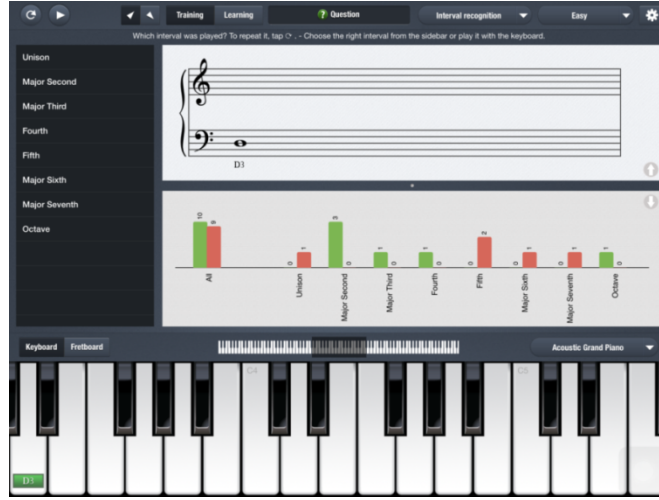 Training Learning ? Question Interval recognition Easy
Which interval was played? To repeat it, tap ⟳ . - Choose the right interval from the sidebar or play it with the keyboard.
Unison
Major Second
Major Third
Fourth
Fifth
Major Sixth
Major Seventh
Octave
D3
10 9 0 1 3 0 1 0 1 0 0 2 0 1 0 1 1 0
All Unison Major Second Major Third Fourth Fifth Major Sixth Major Seventh Octave
Keyboard Fretboard Acoustic Grand Piano
C4 C5
D3